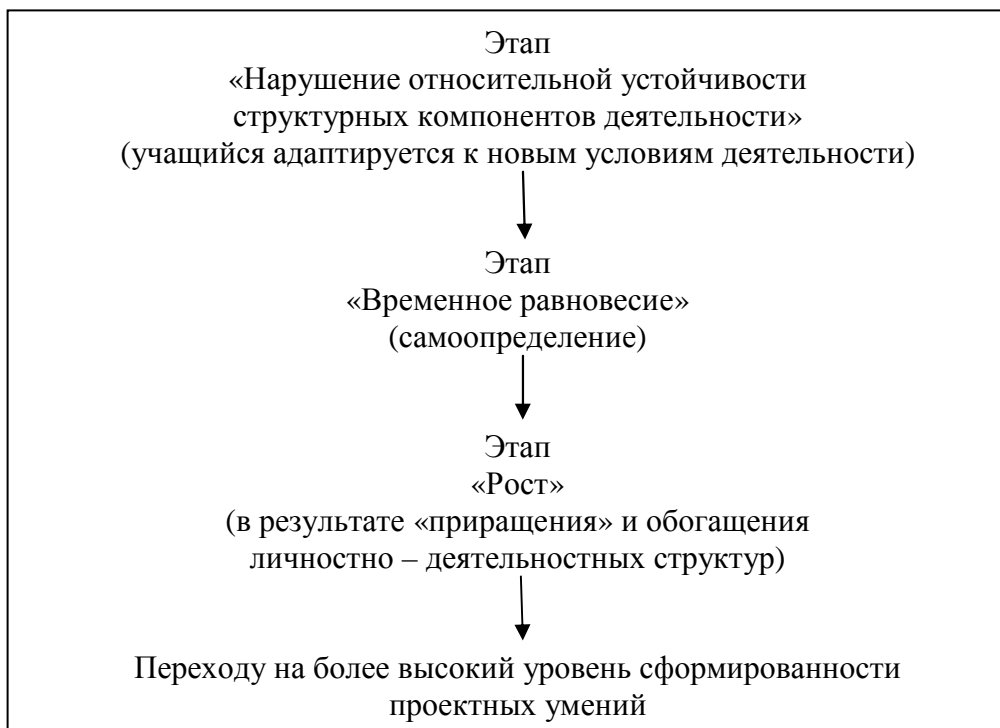 Этап
«Нарушение относительной устойчивости
структурных компонентов деятельности»
(учащийся адаптируется к новым условиям деятельности)
Этап
«Временное равновесие»
(самоопределение)
Этап
«Рост»
(в результате «приращения» и обогащения
личностно – деятельностных структур)
Переходу на более высокий уровень сформированности
проектных умений